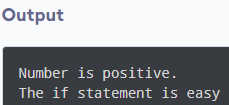 Output
Number is positive.
The if statement is easy